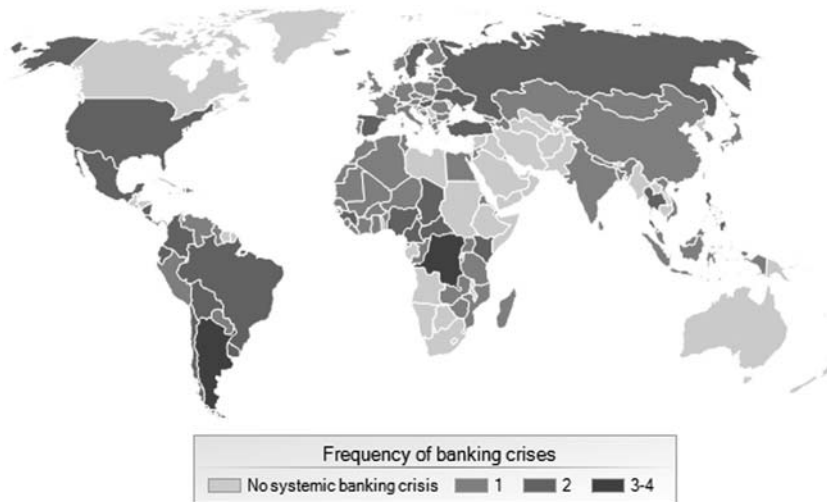 Frequency of banking crises
No systemic banking crisis 1 2 3-4